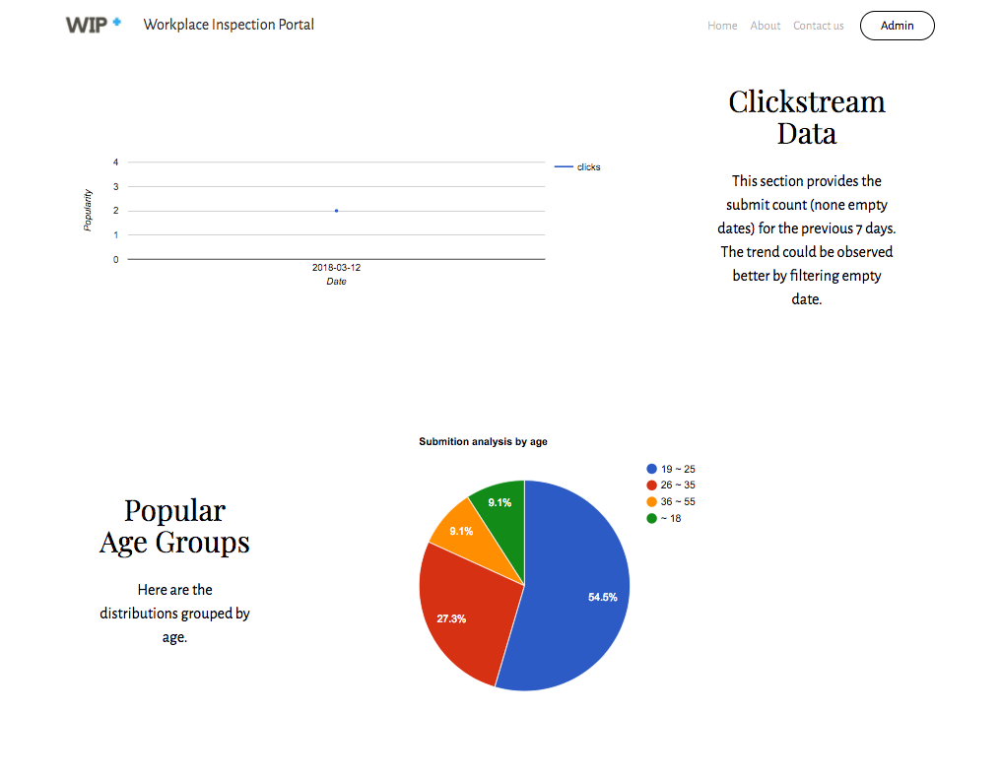 WIP
Workplace Inspection Portal
Home
About
Contact us
Admin
Clickstream
Data
This section provides the
submit count (none empty
dates) for the previous 7 days.
The trend could be observed
better by filtering empty
date.
4
3
2
1
0
Popularity
2018-03-12
Date
clicks
Popular
Age Groups
Here are the
distributions grouped by
age.
Submition analysis by age
9.1%
9.1%
27.3%
54.5%
19 ~ 25
26 ~ 35
36 ~ 55
~ 18